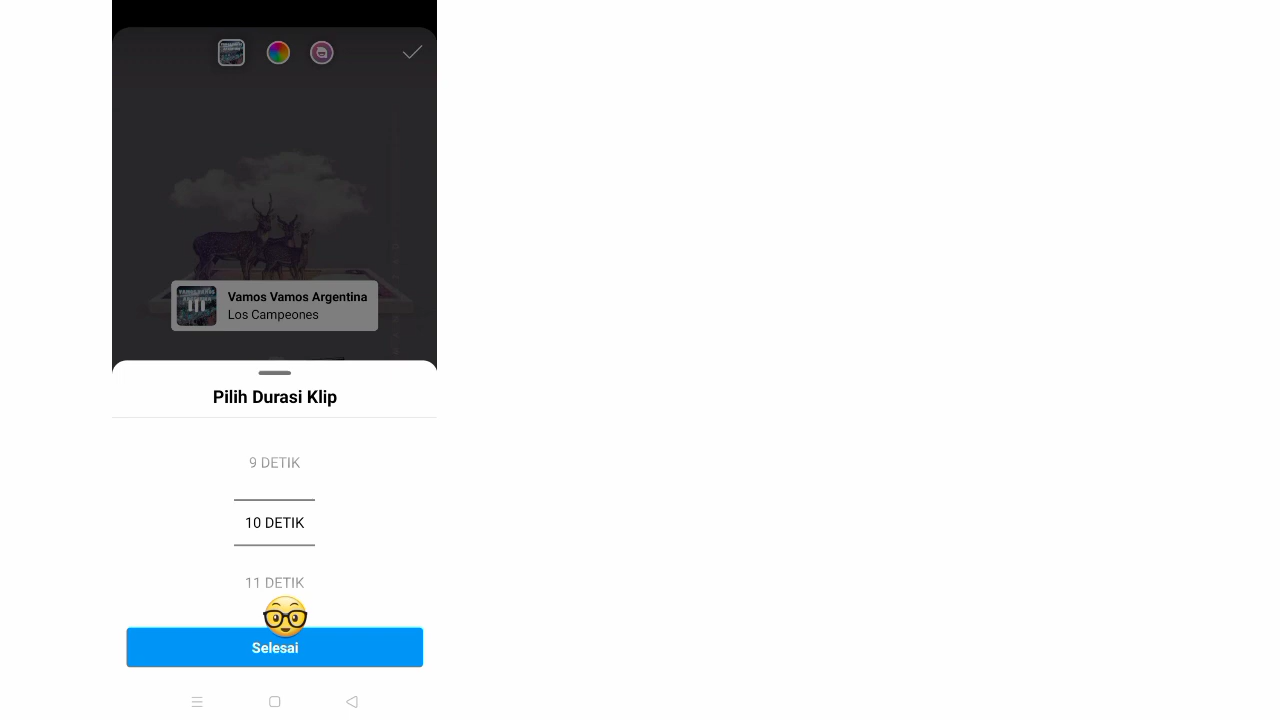 Vamos Vamos Argentina
Los Campeones
Pilih Durasi Klip
9 DETIK
10 DETIK
11 DETIK
Selesai